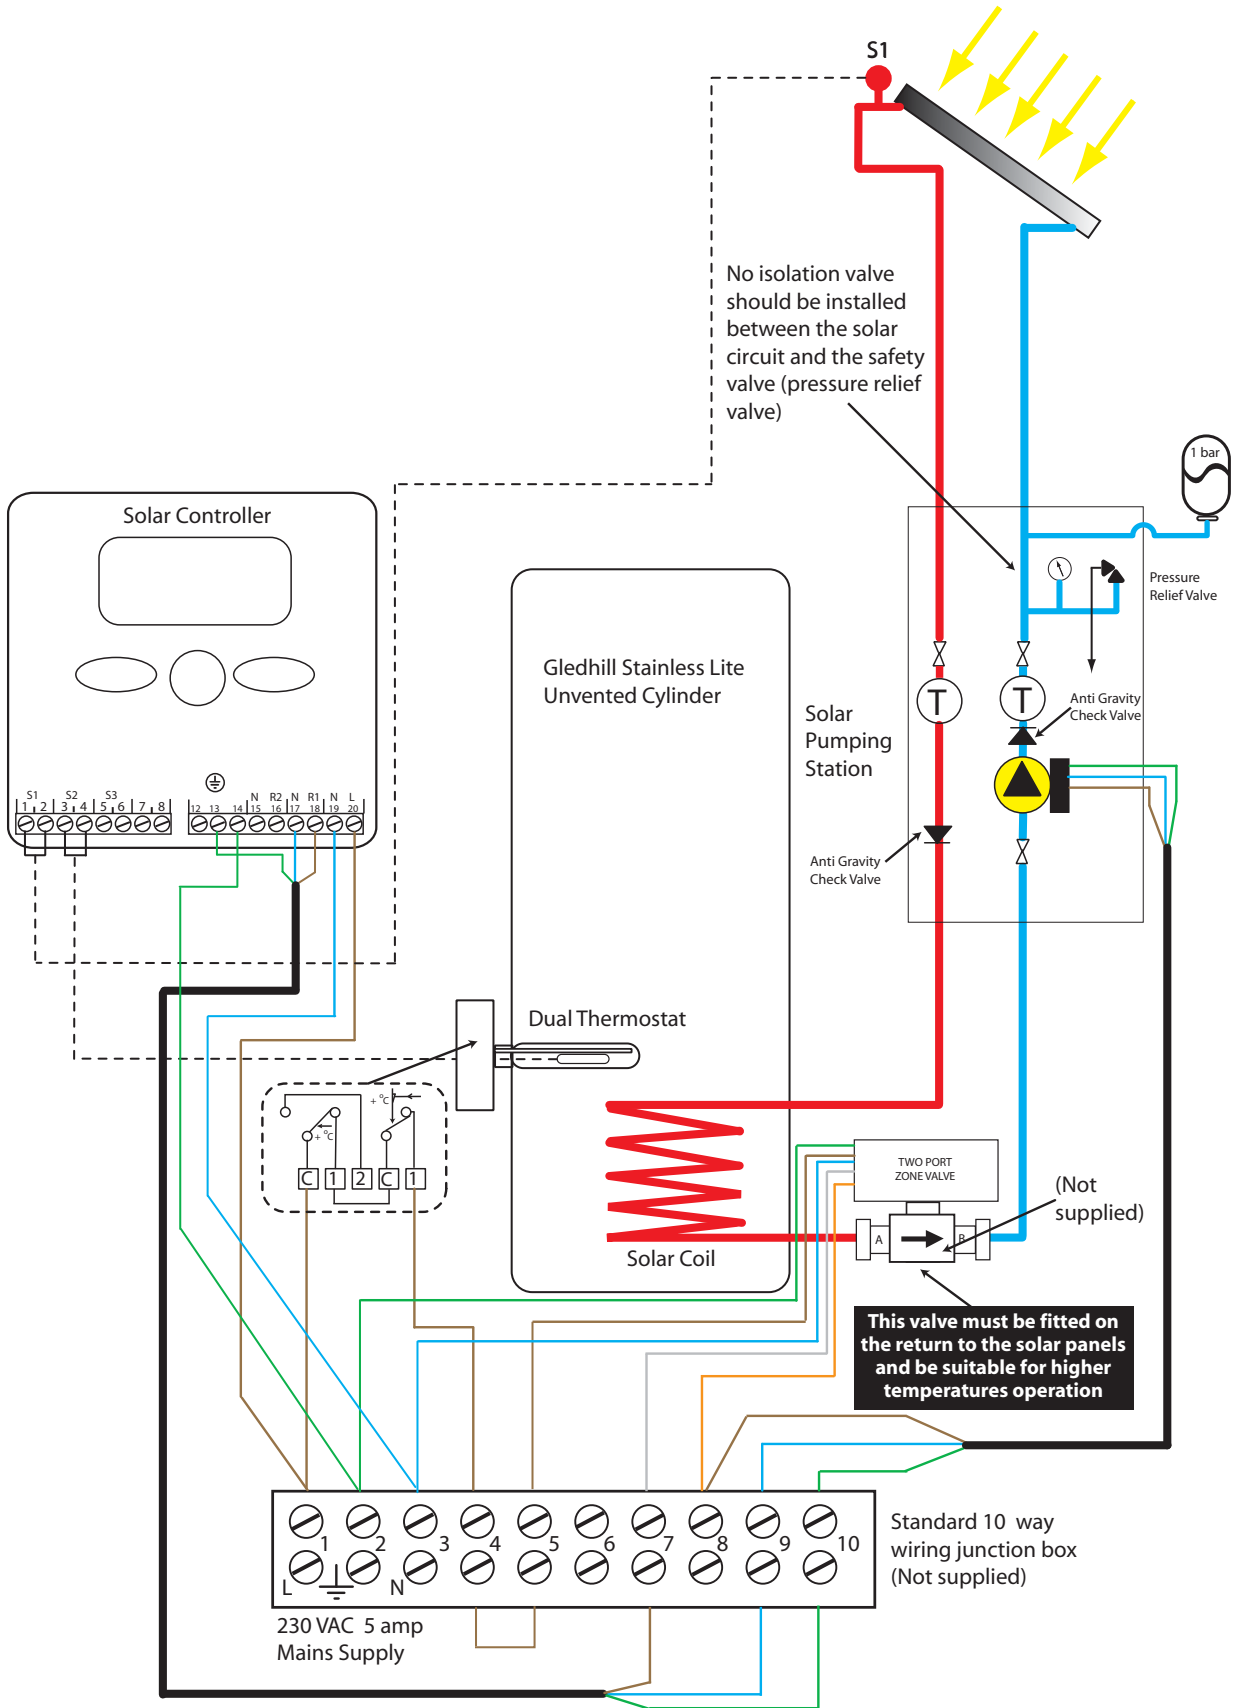 S1
No isolation valve
should be installed
between the solar
circuit and the safety
valve (pressure relief
valve)
1 bar
Solar Controller
Pressure
Relief Valve
Gledhill Stainless Lite
Unvented Cylinder
T
T
Anti Gravity
Check Valve
Solar
Pumping
Station
S1 S2 S3
1 2 3 4 5 6 7 8
N R2 N R1 N L
12 13 14 15 16 17 18 19 20
Anti Gravity
Check Valve
Dual Thermostat
+ °C
+ °C
C 1 2 C 1
TWO PORT
ZONE VALVE
(Not
supplied)
A B
Solar Coil
This valve must be fitted on
the return to the solar panels
and be suitable for higher
temperatures operation
1 2 3 4 5 6 7 8 9 10
L N
Standard 10 way
wiring junction box
(Not supplied)
230 VAC 5 amp
Mains Supply